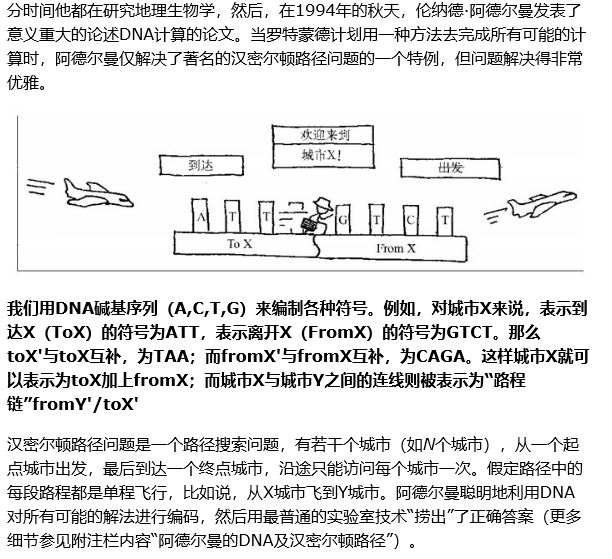 分时间他都在研究地理生物学，然后，在1994年的秋天，伦纳德·阿德尔曼发表了
意义重大的论述DNA计算的论文。当罗特蒙德计划用一种方法去完成所有可能的计
算时，阿德尔曼仅解决了著名的汉密尔顿路径问题的一个特例，但问题解决得非常
优雅。
欢迎来到
城市X！
到达
出发
A T T G T C T
To X From X
我们用DNA碱基序列（A,C,T,G）来编制各种符号。例如，对城市X来说，表示到
达X（ToX）的符号为ATT，表示离开X（FromX）的符号为GTCT。那么
toX'与toX互补，为TAA；而fromX'与fromX互补，为CAGA。这样城市X就可
以表示为toX加上fromX；而城市X与城市Y之间的连线则被表示为“路程
链”fromY'/toX'
汉密尔顿路径问题是一个路径搜索问题，有若干个城市（如N个城市），从一个起
点城市出发，最后到达一个终点城市，沿途只能访问每个城市一次。假定路径中的
每段路程都是单程飞行，比如说，从X城市飞到Y城市。阿德尔曼聪明地利用DNA
对所有可能的解法进行编码，然后用最普通的实验室技术“捞出”了正确答案（更多
细节参见附注栏内容“阿德尔曼的DNA及汉密尔顿路径”）。